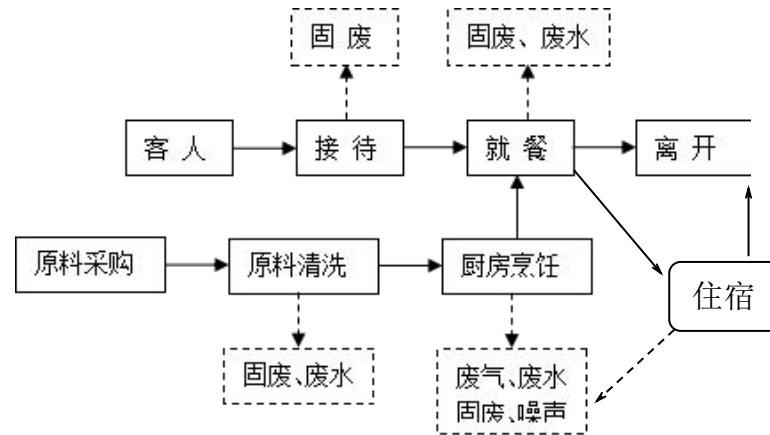 固 废
固废、废水
客 人
接 待
就 餐
离 开
原料采购
原料清洗
厨房烹饪
住宿
固废、废水
废气、废水
固废、噪声